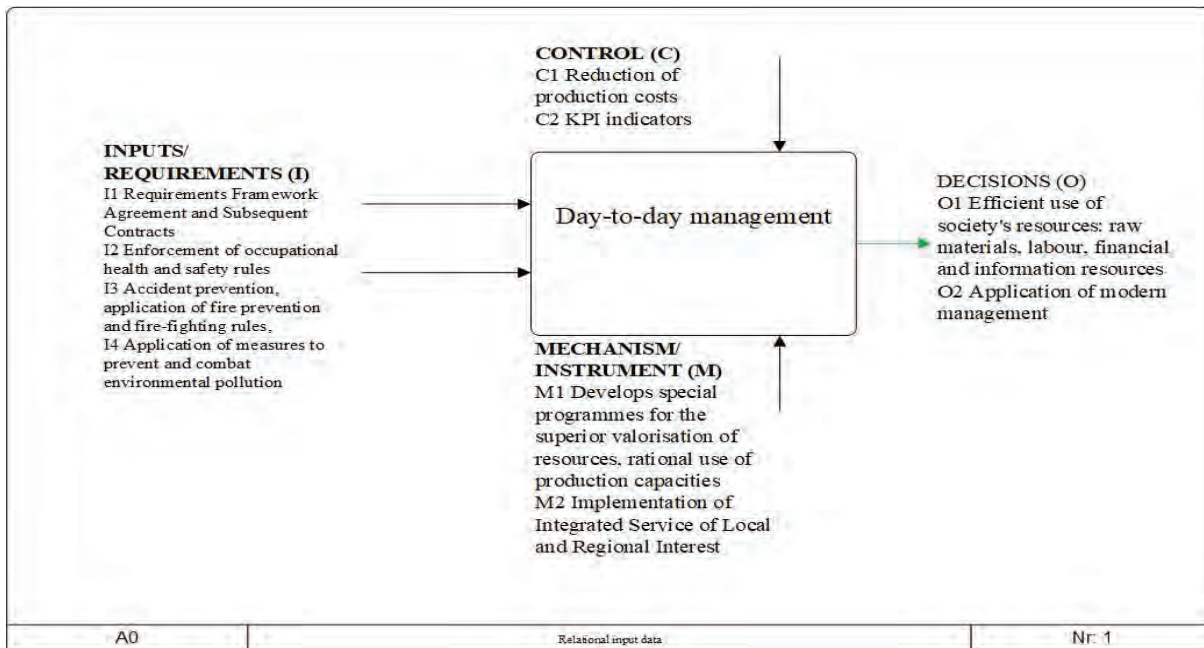 CONTROL (C)
C1 Reduction of
production costs
C2 KPI indicators
INPUTS/
REQUIREMENTS (I)
I1 Requirements Framework
Agreement and Subsequent
Contracts
I2 Enforcement of occupational
health and safety rules
I3 Accident prevention,
application of fire prevention
and fire-fighting rules,
I4 Application of measures to
prevent and combat
environmental pollution
Day-to-day management
DECISIONS (O)
O1 Efficient use of
society's resources: raw
materials, labour, financial
and information resources
O2 Application of modern
management
MECHANISM/
INSTRUMENT (M)
M1 Develops special
programmes for the
superior valorisation of
resources, rational use of
production capacities
M2 Implementation of
Integrated Service of Local
and Regional Interest
A0
Relational input data
Nr: 1